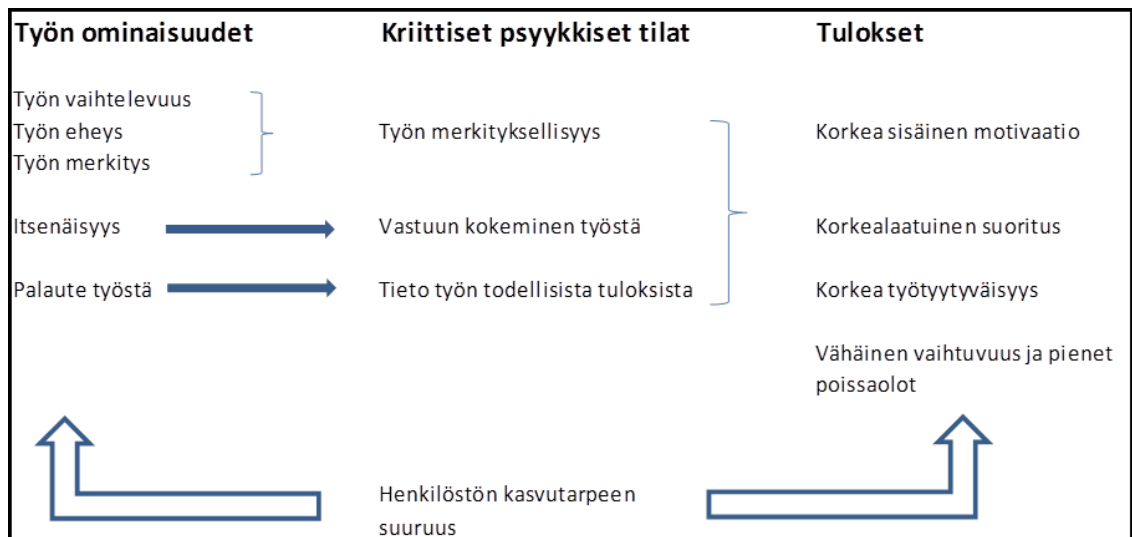 Työn ominaisuudet
Kriittiset psyykkiset tilat
Tulokset
Työn vaihtelevuus
Työn eheys
Työn merkitys
Työn merkityksellisyys
Korkea sisäinen motivaatio
Itsenäisyys
Vastuun kokeminen työstä
Korkealaatuinen suoritus
Palaute työstä
Tieto työn todellisista tuloksista
Korkea työtyytyväisyys
Vähäinen vaihtuvuus ja pienet
poissaolot
Henkilöstön kasvutarpeen
suuruus